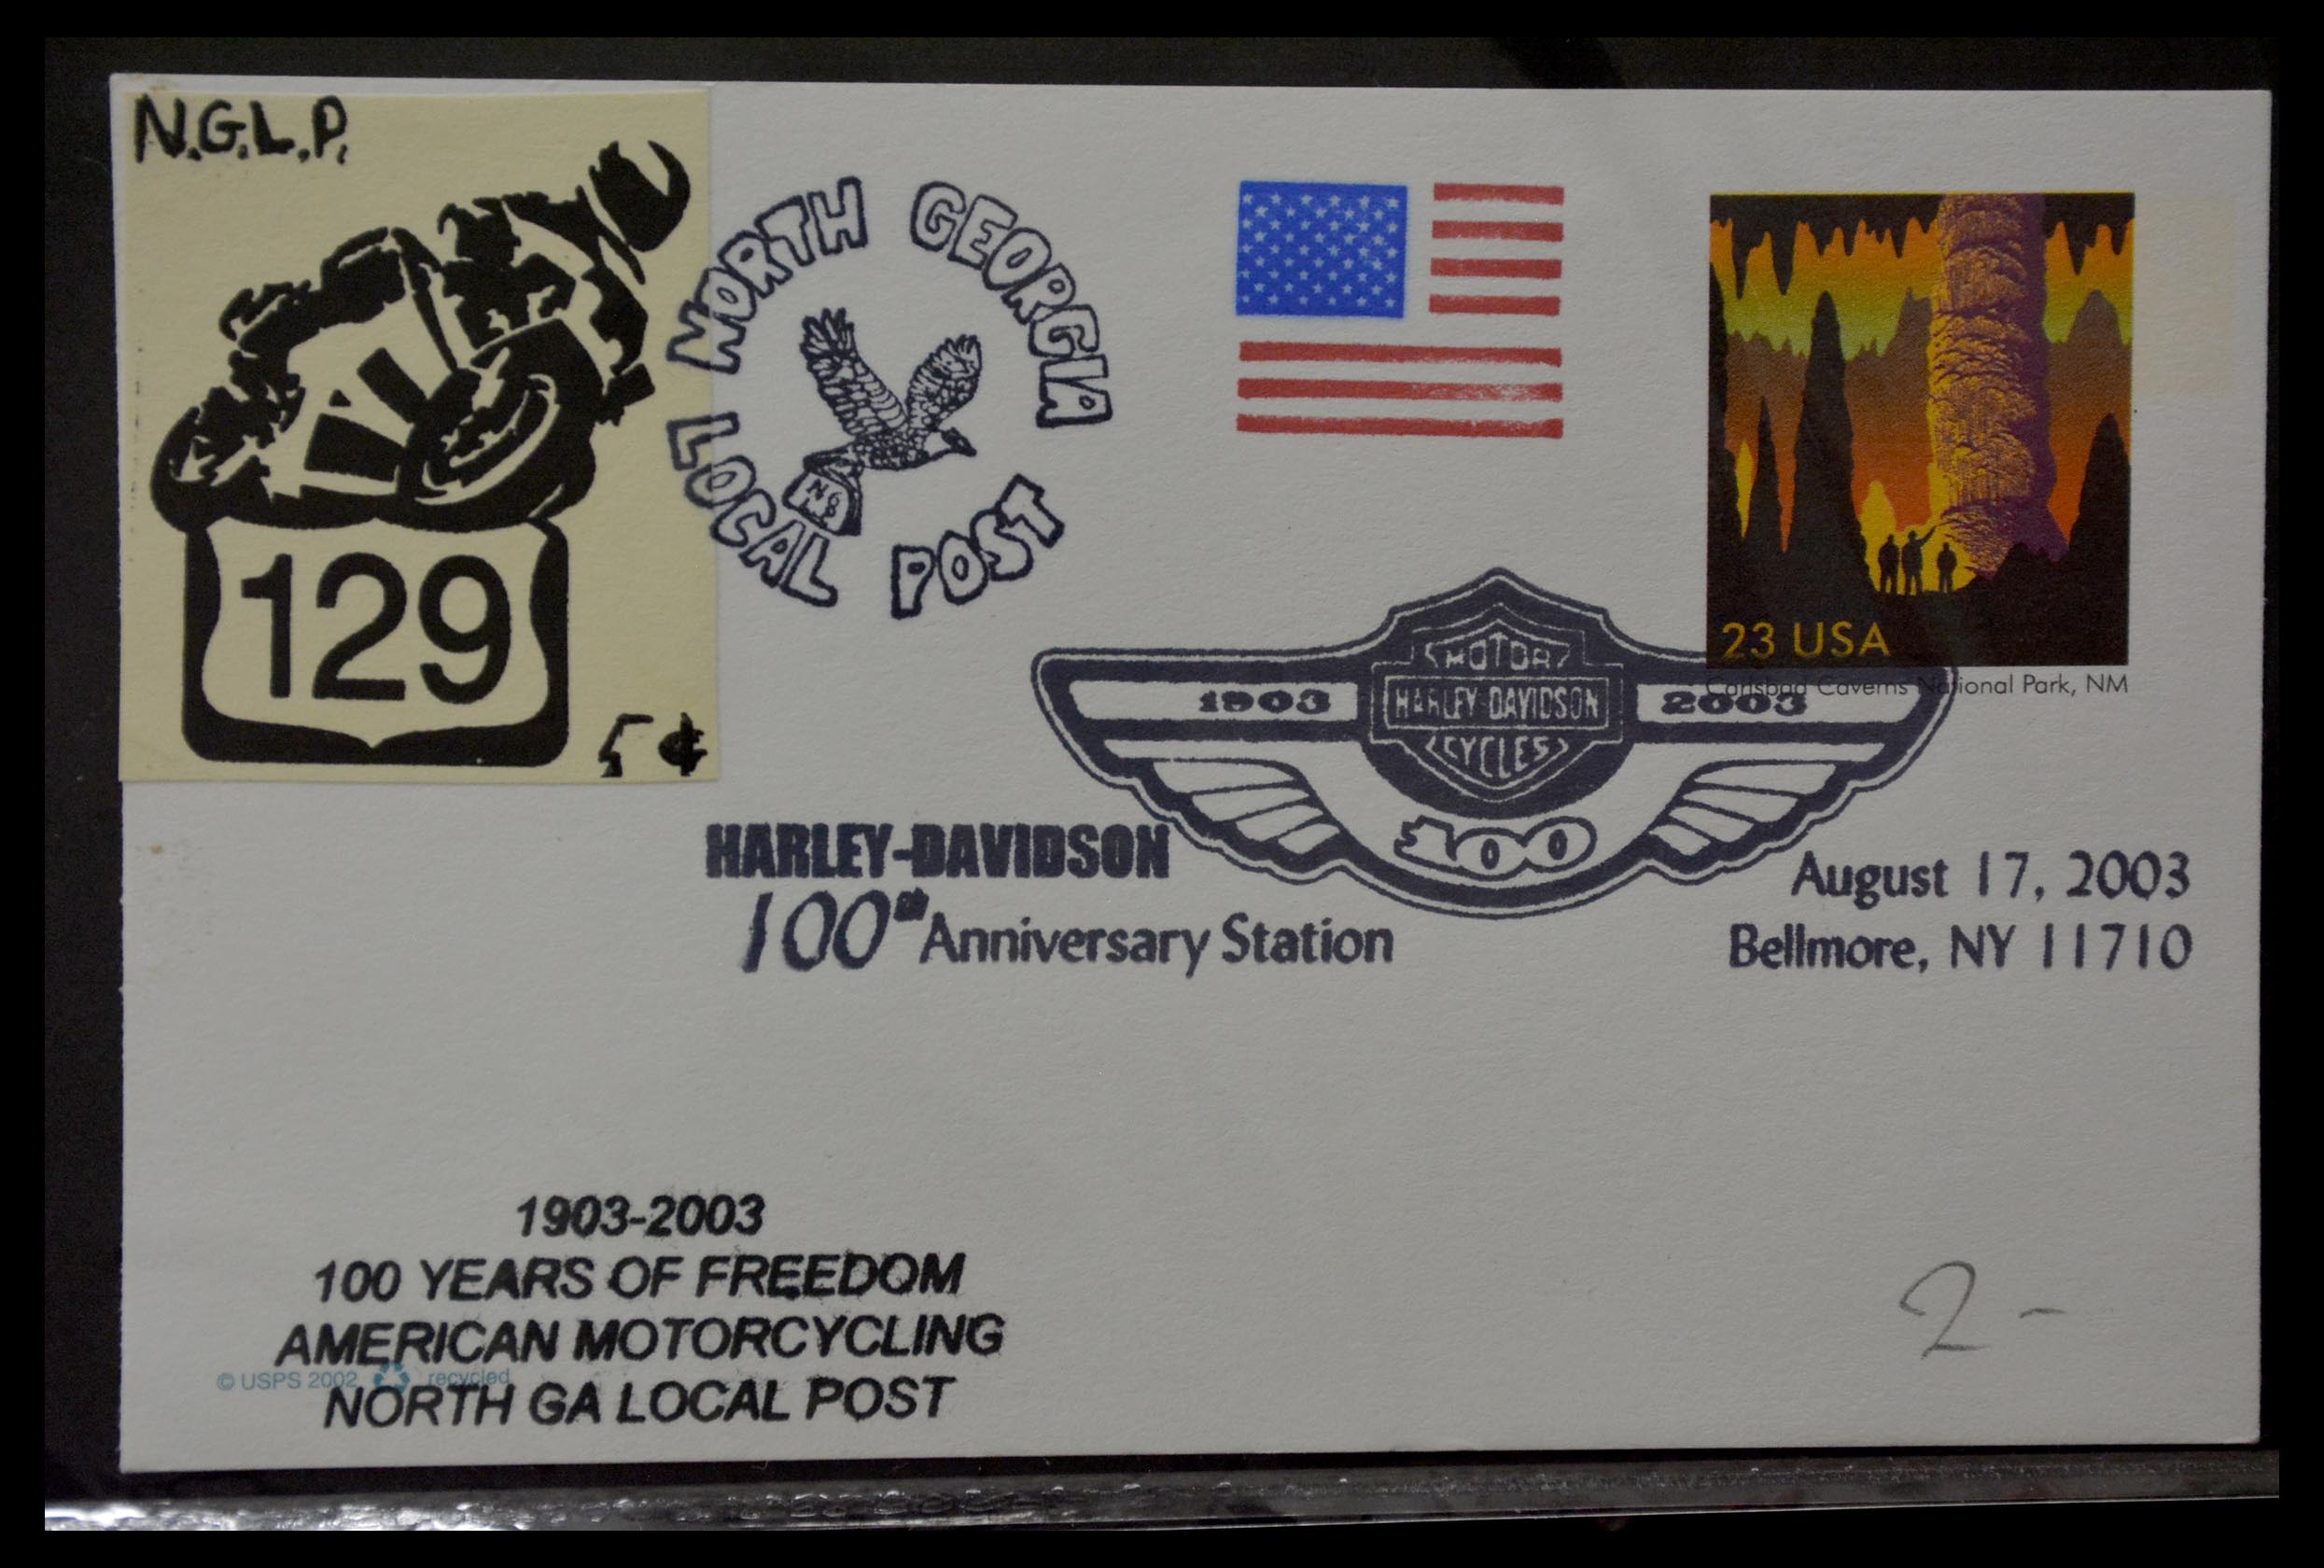 N.G.L.P.
129
5¢
NORTH GEORGIA
LOCAL POST
23 USA
Carlsbad Caverns National Park, NM
MOTOR
1903 HARLEY-DAVIDSON 2003
CYCLES
100
HARLEY-DAVIDSON
100th Anniversary Station
August 17, 2003
Bellmore, NY 11710
1903-2003
100 YEARS OF FREEDOM
AMERICAN MOTORCYCLING
© USPS 2002 recycled
NORTH GA LOCAL POST
2-